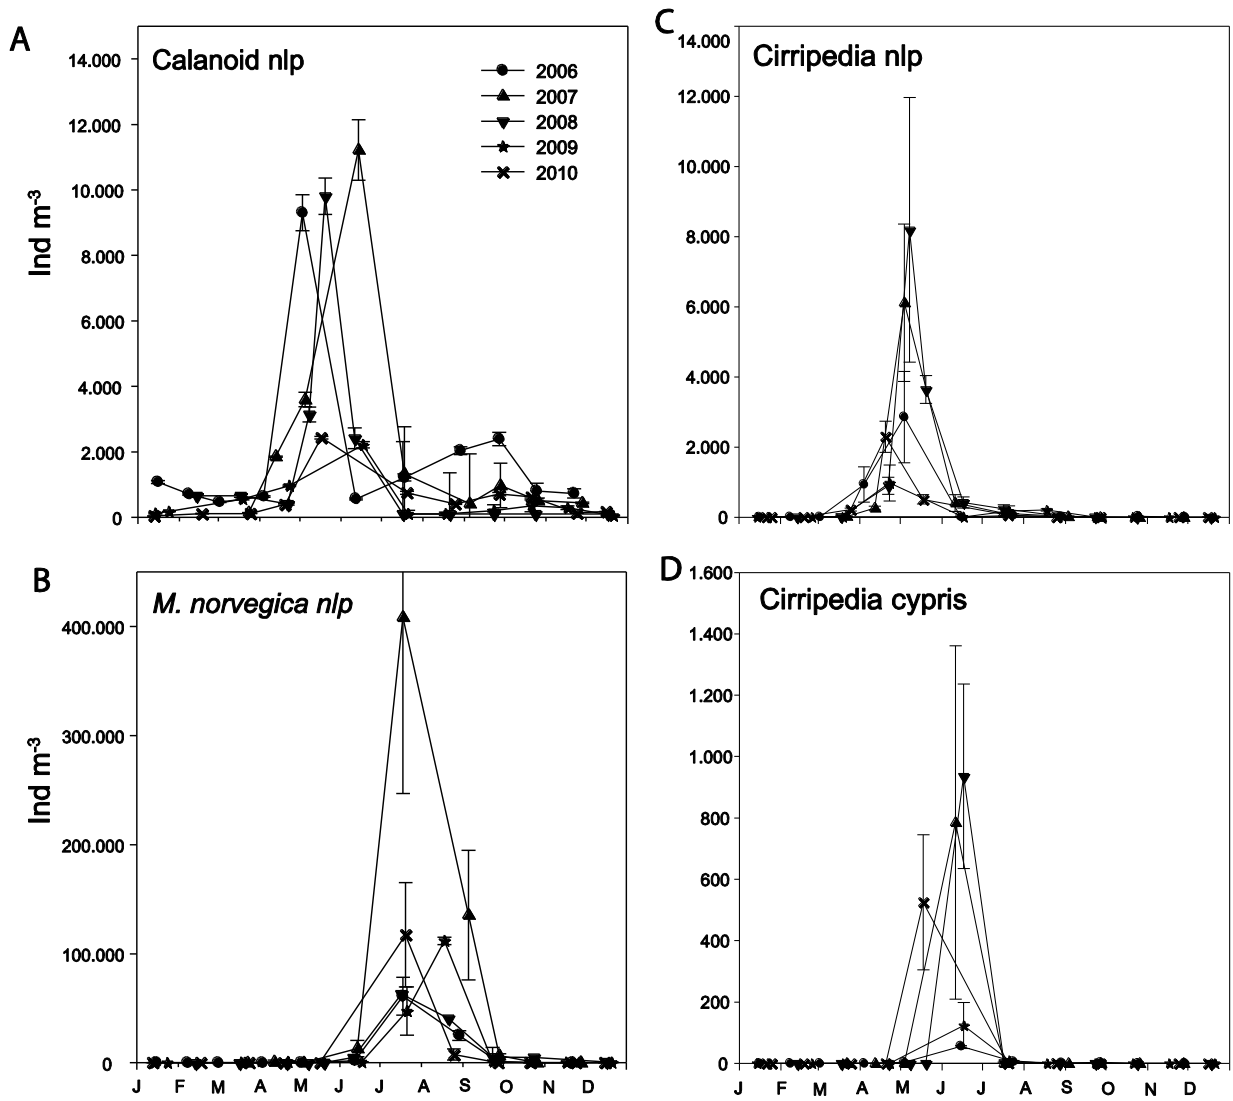 A
Calanoid nlp
2006
2007
2008
2009
2010
14.000
12.000
10.000
8.000
6.000
4.000
2.000
0
Ind m-3
C
Cirripedia nlp
14.000
12.000
10.000
8.000
6.000
4.000
2.000
0
B
M. norvegica nlp
400.000
300.000
200.000
100.000
0
Ind m-3
J F M A M J J A S O N D
D
Cirripedia cypris
1.600
1.400
1.200
1.000
800
600
400
200
0
J F M A M J J A S O N D